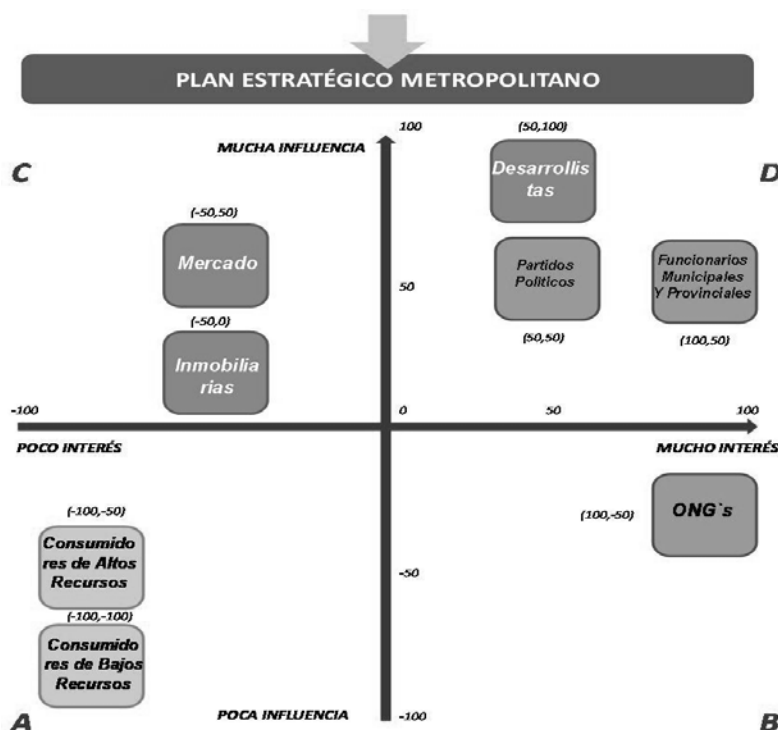 PLAN ESTRATÉGICO METROPOLITANO
100
(50,100)
MUCHA INFLUENCIA
C
D
Desarrollis
tas
(-50,50)
Mercado
Partidos
Politicos
Funcionarios
Municipales
Y Provinciales
50
(-50,0)
(50,50)
(100,50)
Inmobilia
rias
-100
0
50
100
POCO INTERÉS
MUCHO INTERÉS
(-100,-50)
(100,-50)
ONG`s
Consumido
res de Altos
Recursos
-50
(-100,-100)
Consumido
res de Bajos
Recursos
POCA INFLUENCIA
-100
A
B